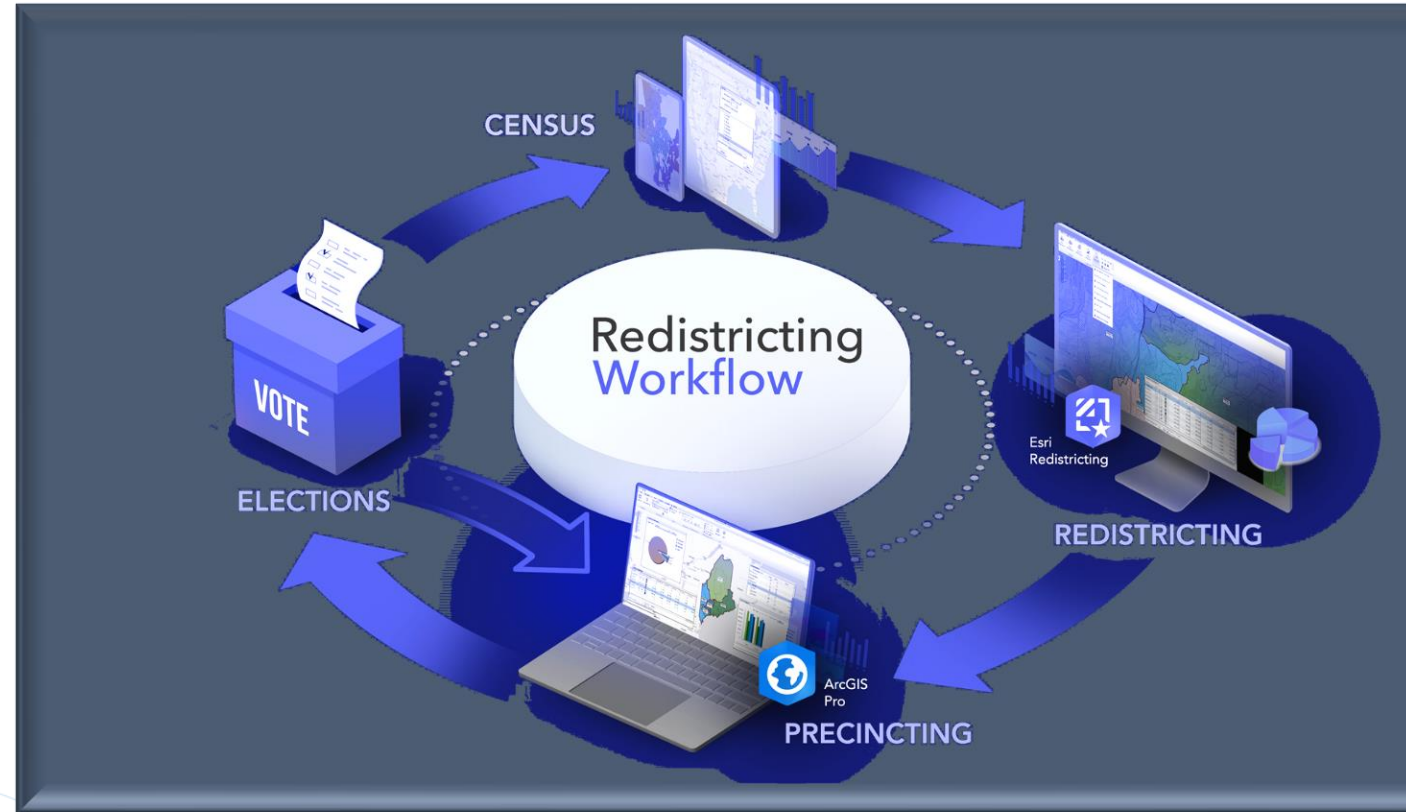 CENSUS
Redistricting
Workflow
VOTE
Esri
Redistricting
ELECTIONS
REDISTRICTING
ArcGIS
Pro
PRECINCTING